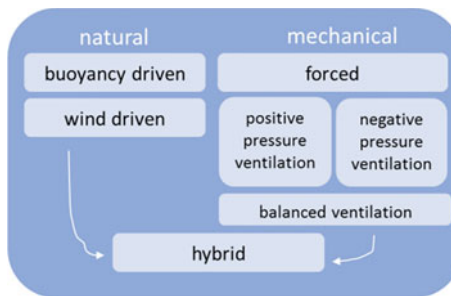 natural
mechanical
buoyancy driven
forced
wind driven
positive
pressure
ventilation
negative
pressure
ventilation
balanced ventilation
hybrid